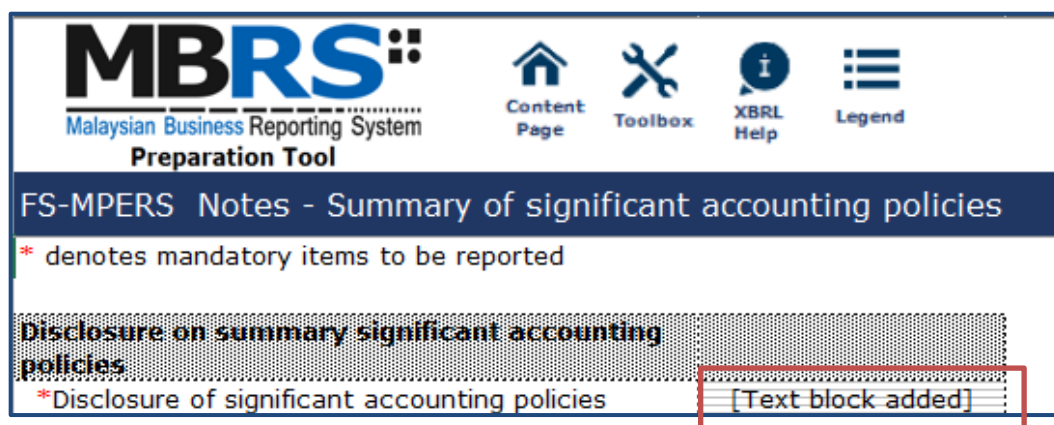 MBRS
Malaysian Business Reporting System
Preparation Tool
Content
Page
Toolbox
XBRL
Help
Legend
FS-MPERS Notes - Summary of significant accounting policies
* denotes mandatory items to be reported
Disclosure on summary significant accounting
policies
*Disclosure of significant accounting policies [Text block added]